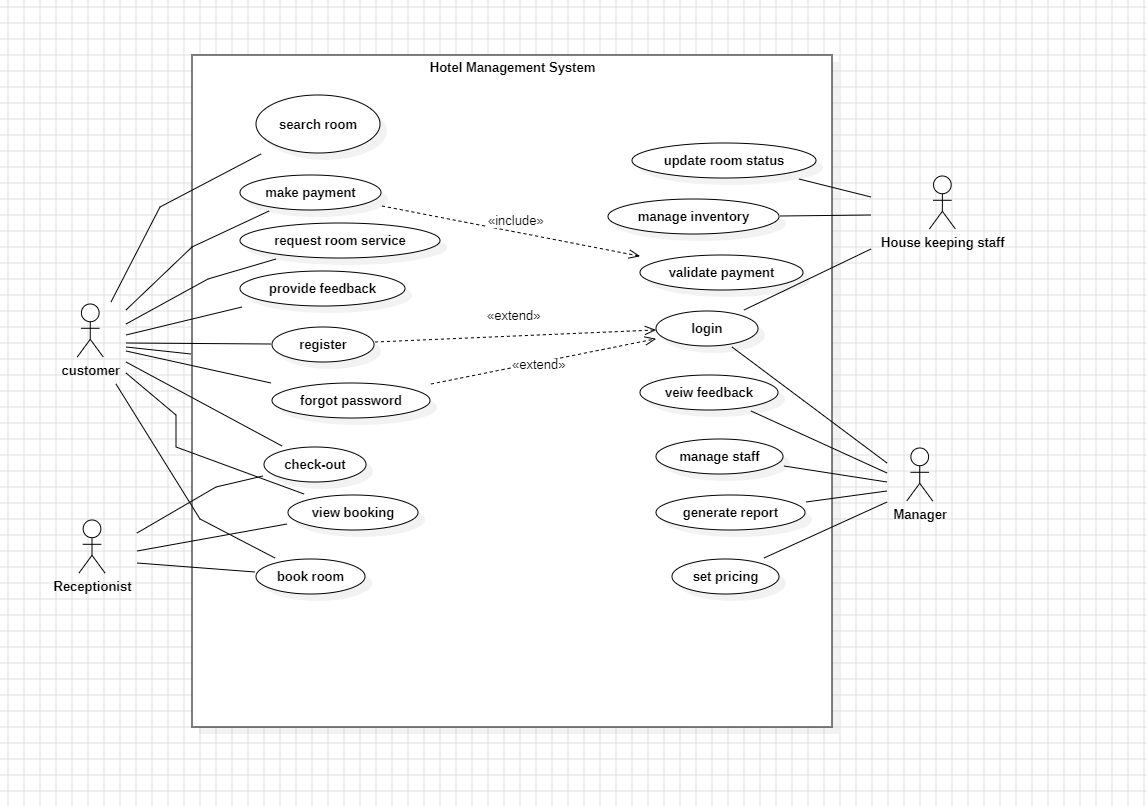 Hotel Management System
search room
make payment
request room service
provide feedback
register
forgot password
check-out
view booking
book room
«include»
«extend»
«extend»
update room status
manage inventory
validate payment
login
veiw feedback
manage staff
generate report
set pricing
customer
Receptionist
House keeping staff
Manager